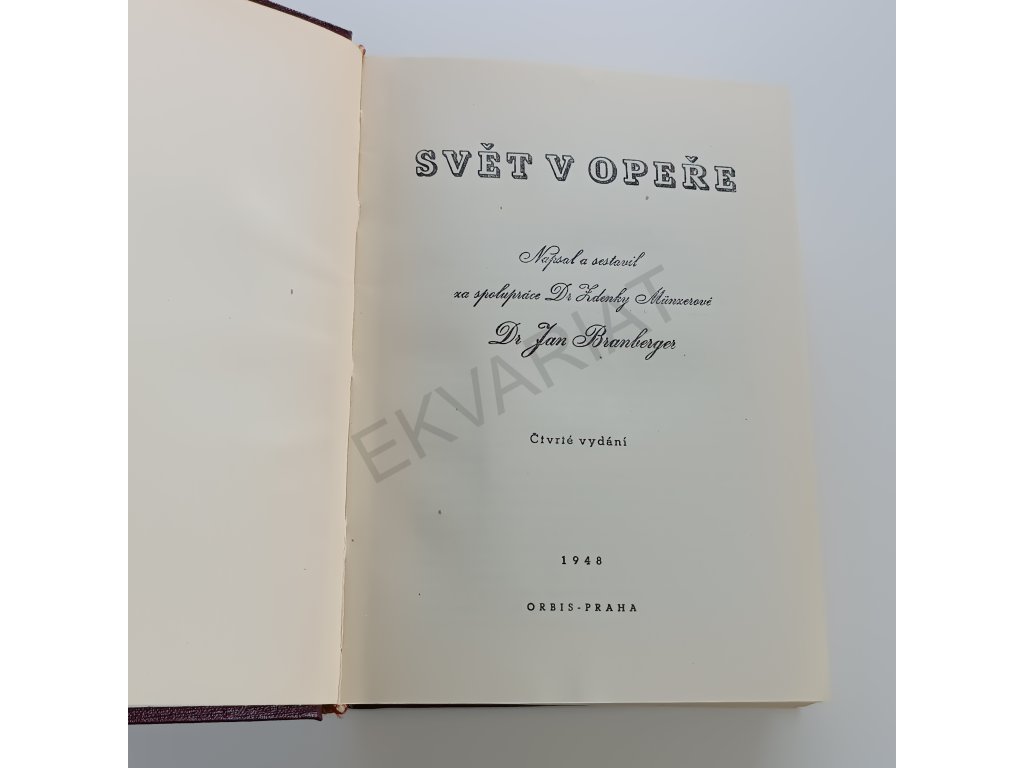 SVĚT V OPEŘE
Napsal a sestavil
za spolupráce Dr Zdenky Münzerové
Dr Jan Branberger
EKVARIAT
Čtvrté vydání
1948
ORBIS-PRAHA